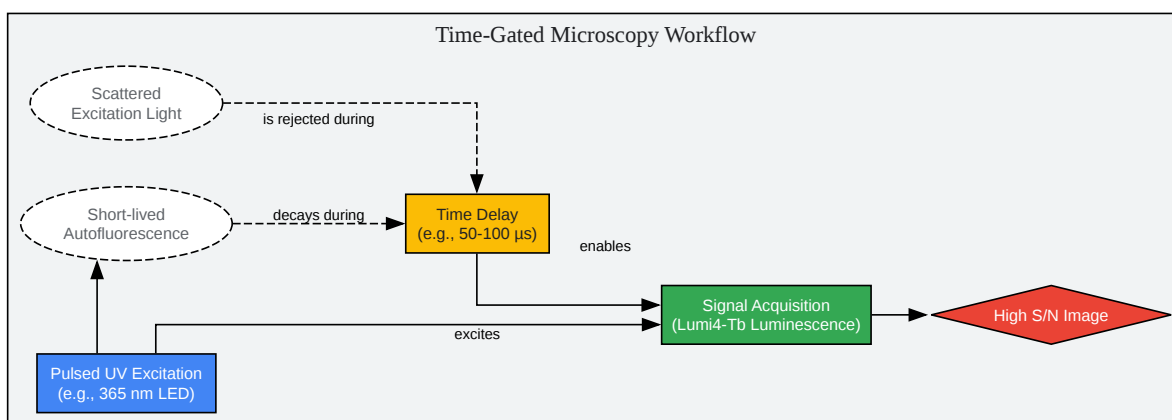 Time-Gated Microscopy Workflow
Scattered
Excitation Light
is rejected during
Short-lived
Autofluorescence
decays during
Time Delay
(e.g., 50-100 µs)
enables
Signal Acquisition
(Lumi4-Tb Luminescence)
High S/N Image
excites
Pulsed UV Excitation
(e.g., 365 nm LED)